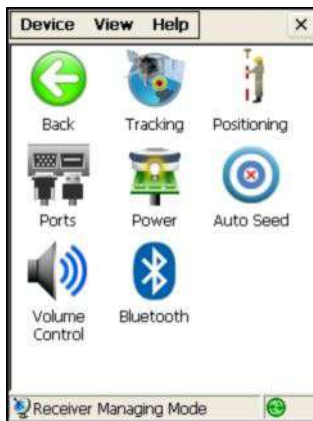 Device View Help
Back Tracking Positioning
Ports Power Auto Seed
Volume Control Bluetooth
Receiver Managing Mode